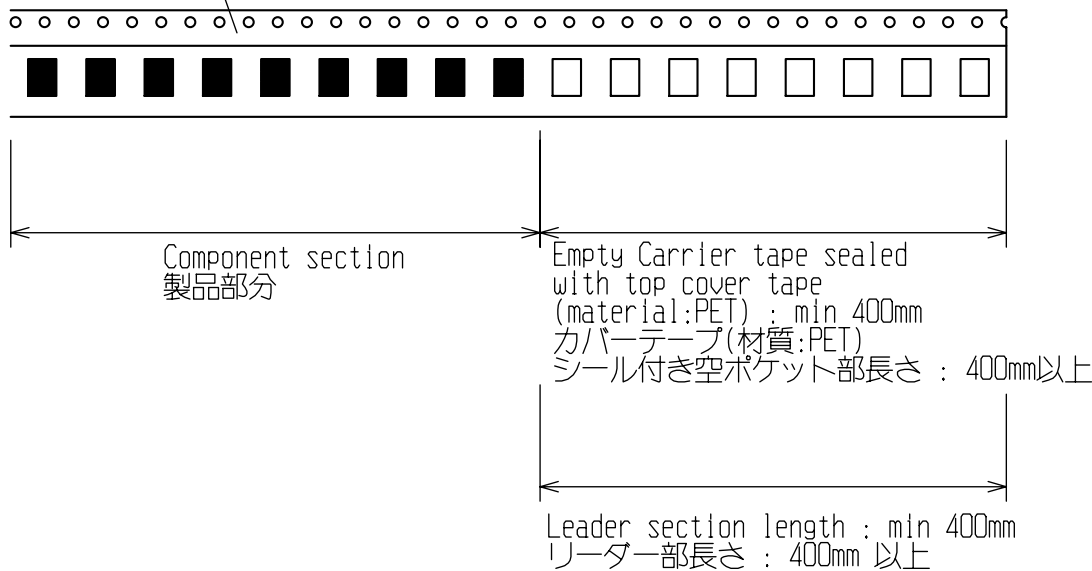 Component section
製品部分
Empty Carrier tape sealed
with top cover tape
(material:PET) : min 400mm
カバーテープ(材質:PET)
シール付き空ポケット部長さ : 400mm以上
Leader section length : min 400mm
リーダー部長さ : 400mm 以上